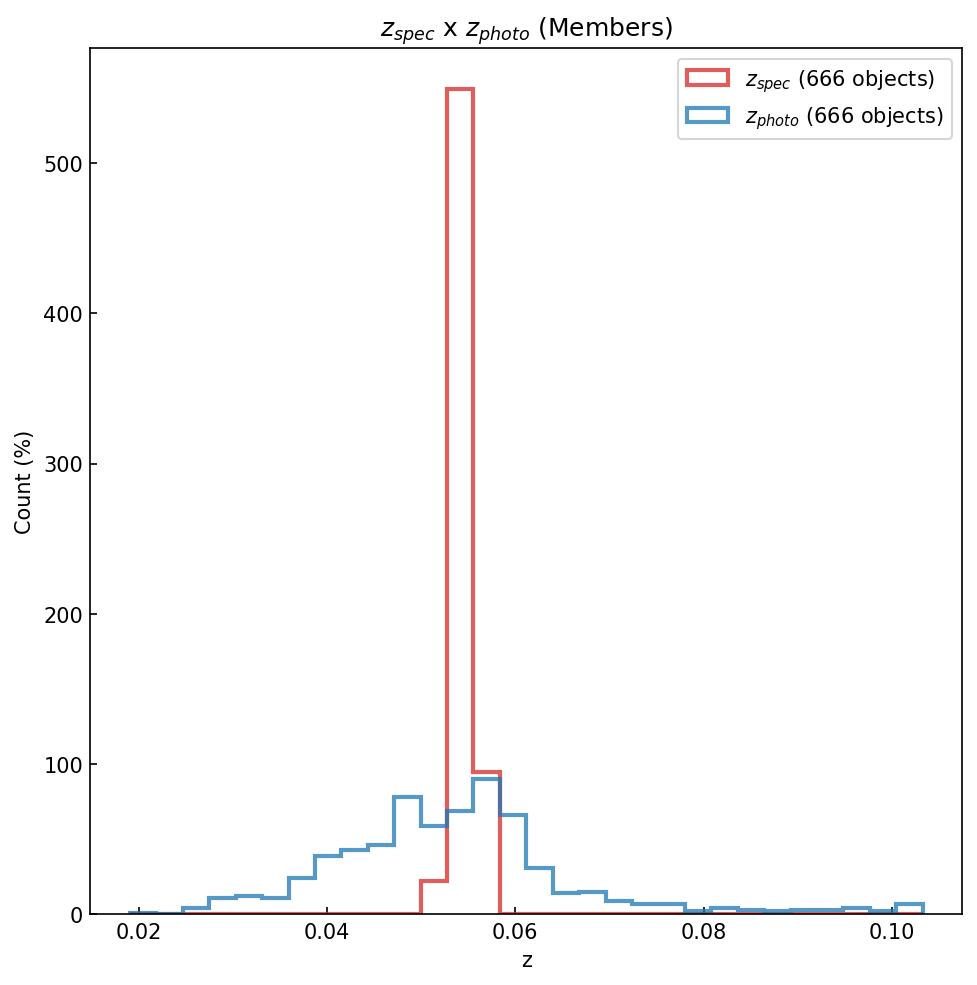 z_spec x z_photo (Members)
z_spec (666 objects)
z_photo (666 objects)
Count (%)
500
400
300
200
100
0
0.02 0.04 0.06 0.08 0.10
z